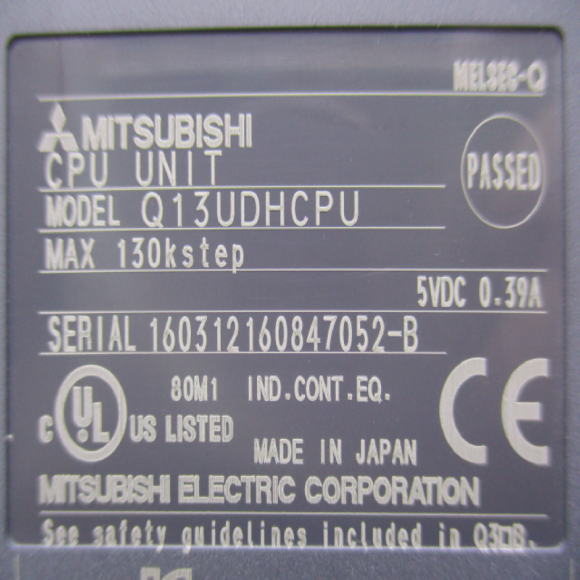 MELSEC-Q
MITSUBISHI
CPU UNIT
PASSED
MODEL Q13UDHCPU
MAX 130kstep
5VDC 0.39A
SERIAL 160312160847052-B
80M1 IND.CONT.EQ.
C UL US LISTED
CE
MADE IN JAPAN
MITSUBISHI ELECTRIC CORPORATION
See safety guidelines included in Q3□B.